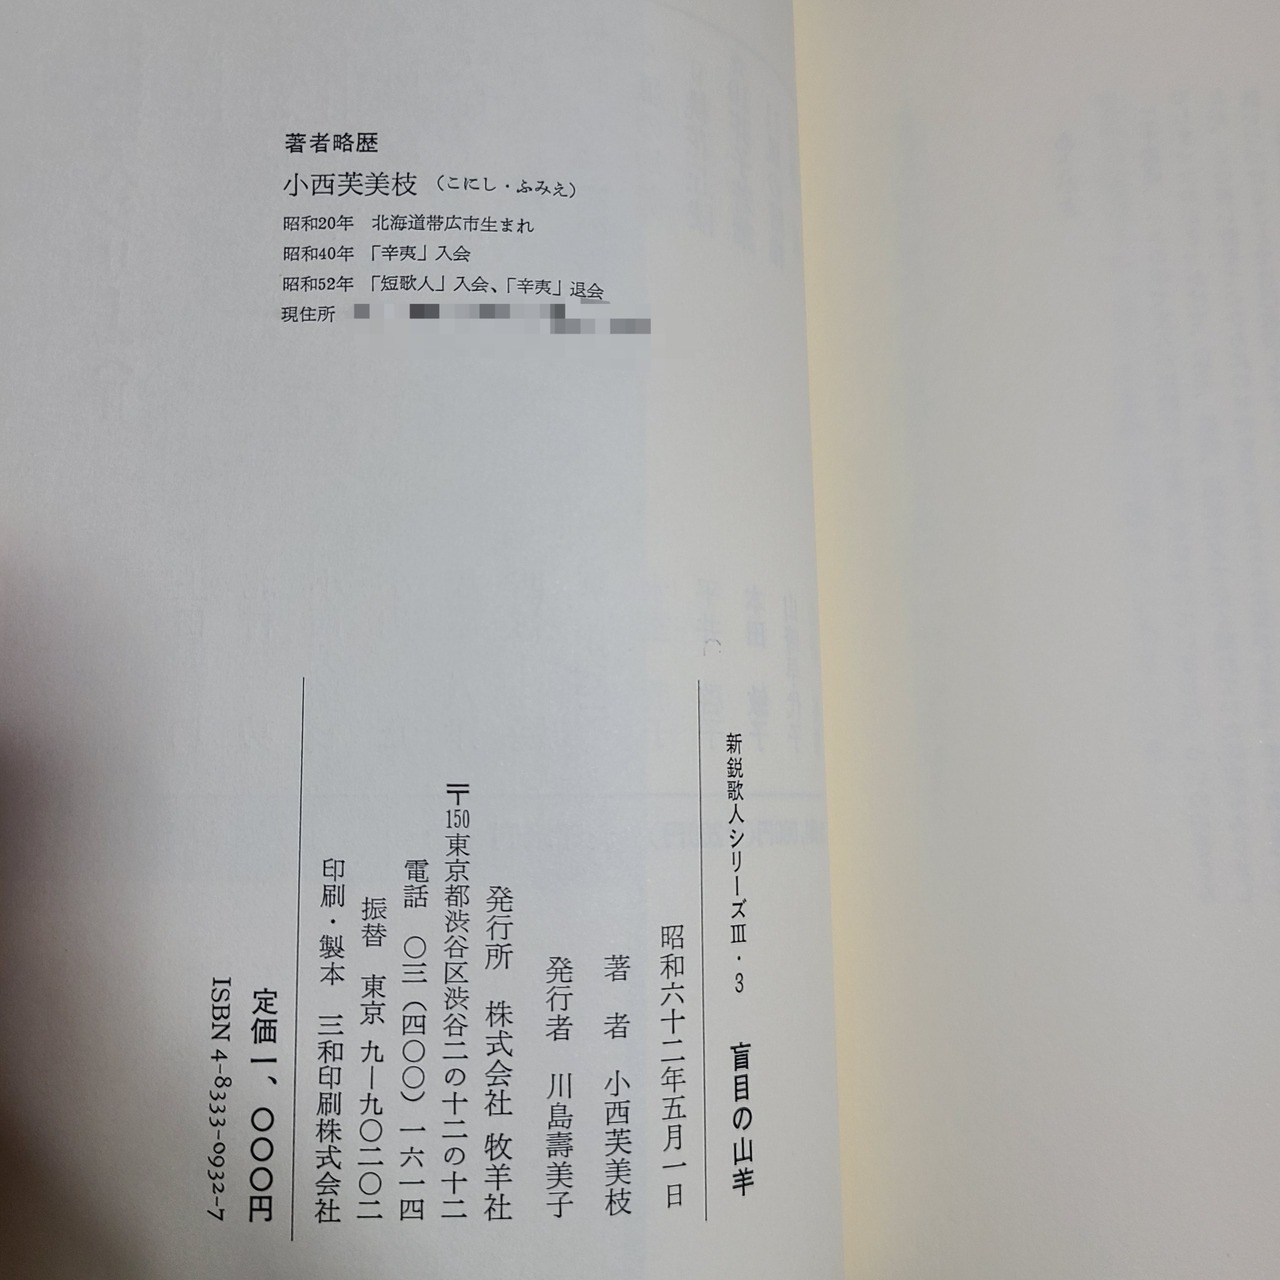 著者略歴
小西芙美枝（こにし・ふみえ）
昭和20年 北海道帯広市生まれ
昭和40年 「辛夷」入会
昭和52年 「短歌人」入会、「辛夷」退会
現住所
新鋭歌人シリーズⅢ・3 盲目の山羊
昭和六十二年五月一日
著 者 小西芙美枝
発行者 川島壽美子
発行所 株式会社 牧羊社
〒150東京都渋谷区渋谷二の十二の十二
電話 〇三（四〇〇）一六一四
振替 東京 九―九〇二〇二
印刷・製本 三和印刷株式会社
定価一、〇〇〇円
ISBN 4-8333-0932-7